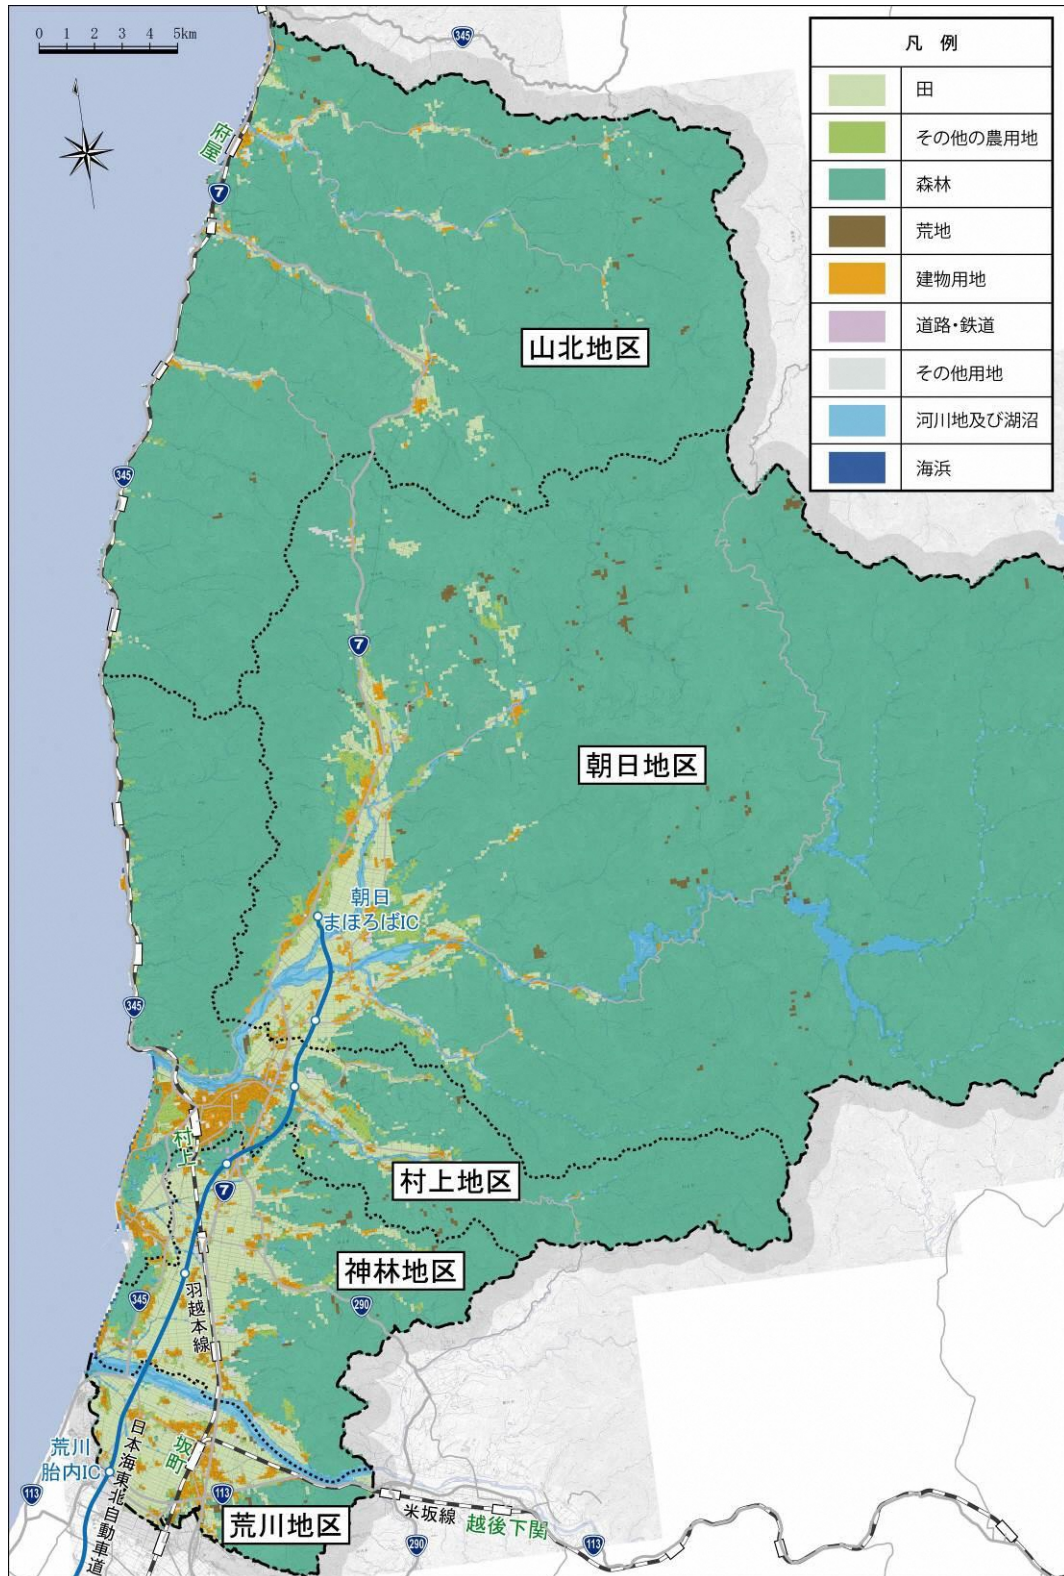 0 1 2 3 4 5km
345
凡 例
田
その他の農用地
森林
荒地
建物用地
道路・鉄道
その他用地
河川地及び湖沼
海浜
府屋
7
山北地区
345
7
朝日地区
朝日
まほろばIC
345
村上
村上地区
7
神林地区
345
290
羽越本線
日本海東北自動車道
荒川
胎内IC
坂町
113
113
荒川地区
米坂線
越後下関
290
113